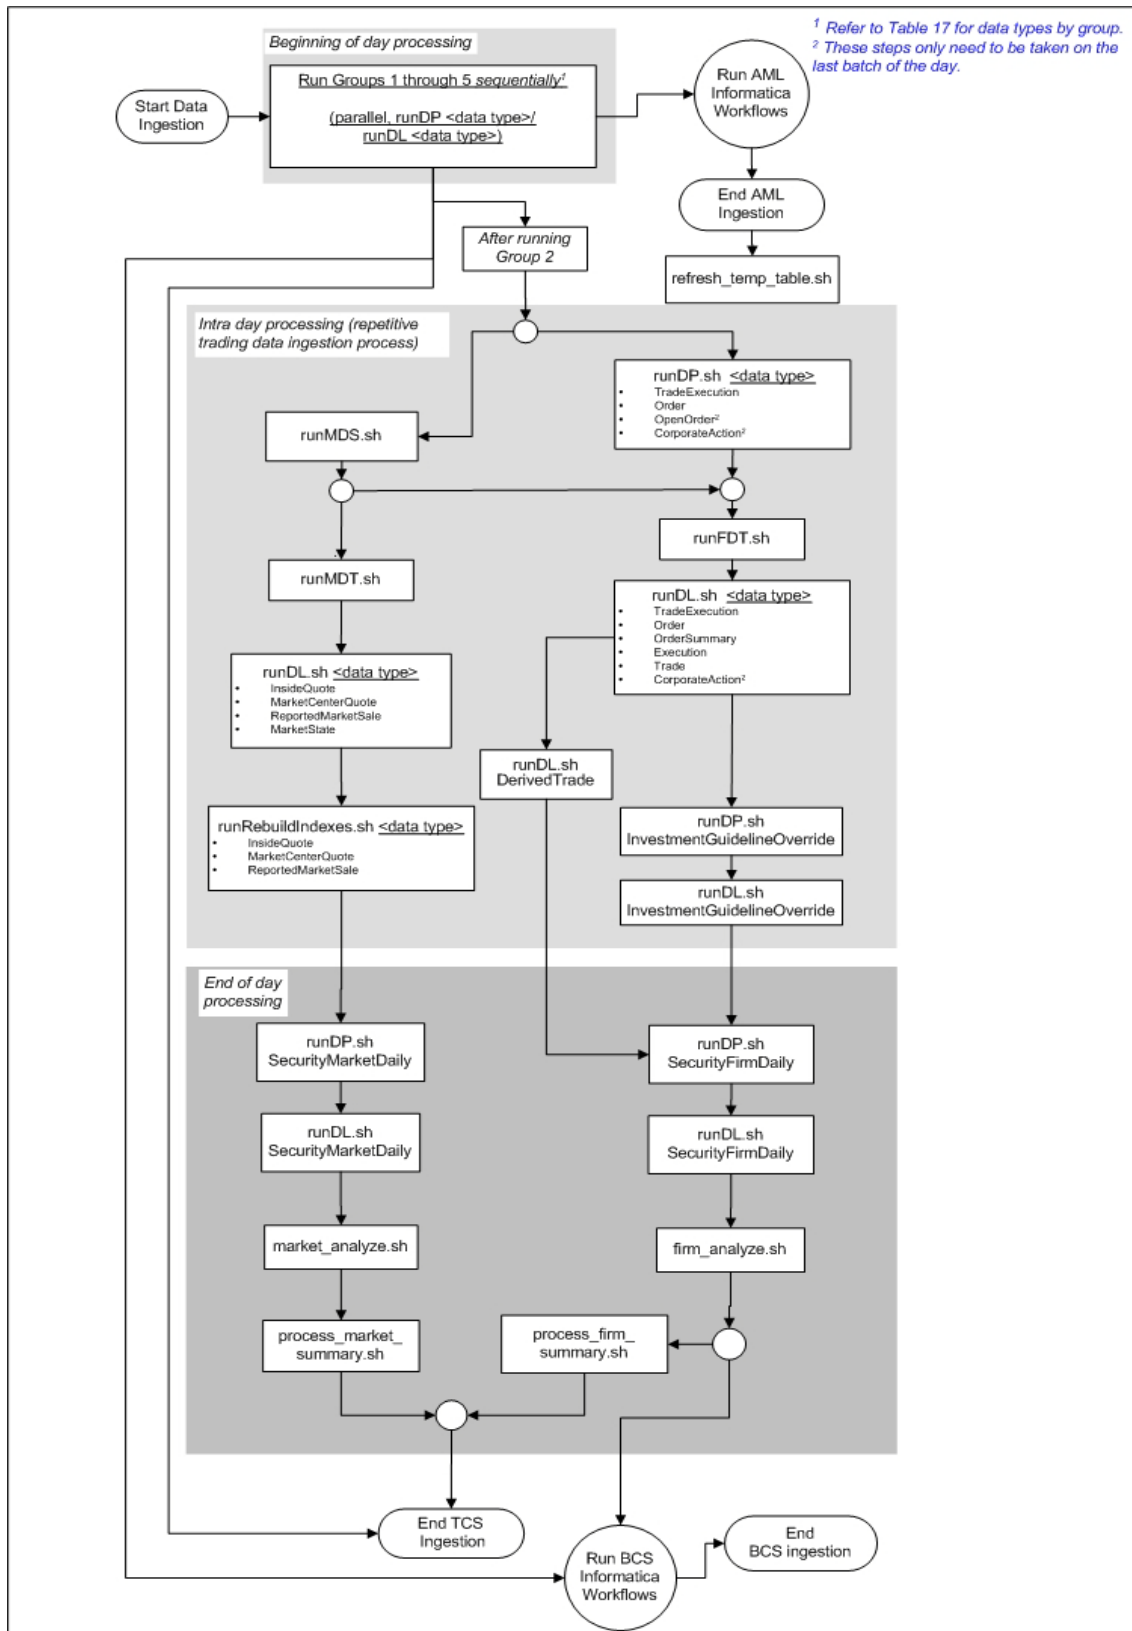 ¹ Refer to Table 17 for data types by group.
² These steps only need to be taken on the
last batch of the day.
Beginning of day processing
Start Data
Ingestion
Run Groups 1 through 5 sequentially¹
(parallel, runDP <data type>/
runDL <data type>)
Run AML
Informatica
Workflows
End AML
Ingestion
refresh_temp_table.sh
After running
Group 2
Intra day processing (repetitive
trading data ingestion process)
runDP.sh <data type>
• TradeExecution
• Order
• OpenOrder²
• CorporateAction²
runMDS.sh
runFDT.sh
runMDT.sh
runDL.sh <data type>
• TradeExecution
• Order
• OrderSummary
• Execution
• Trade
• CorporateAction²
runDL.sh <data type>
• InsideQuote
• MarketCenterQuote
• ReportedMarketSale
• MarketState
runDL.sh
DerivedTrade
runRebuildIndexes.sh <data type>
• InsideQuote
• MarketCenterQuote
• ReportedMarketSale
runDP.sh
InvestmentGuidelineOverride
runDL.sh
InvestmentGuidelineOverride
End of day
processing
runDP.sh
SecurityMarketDaily
runDP.sh
SecurityFirmDaily
runDL.sh
SecurityMarketDaily
runDL.sh
SecurityFirmDaily
market_analyze.sh
firm_analyze.sh
process_market_
summary.sh
process_firm_
summary.sh
End TCS
Ingestion
Run BCS
Informatica
Workflows
End
BCS ingestion